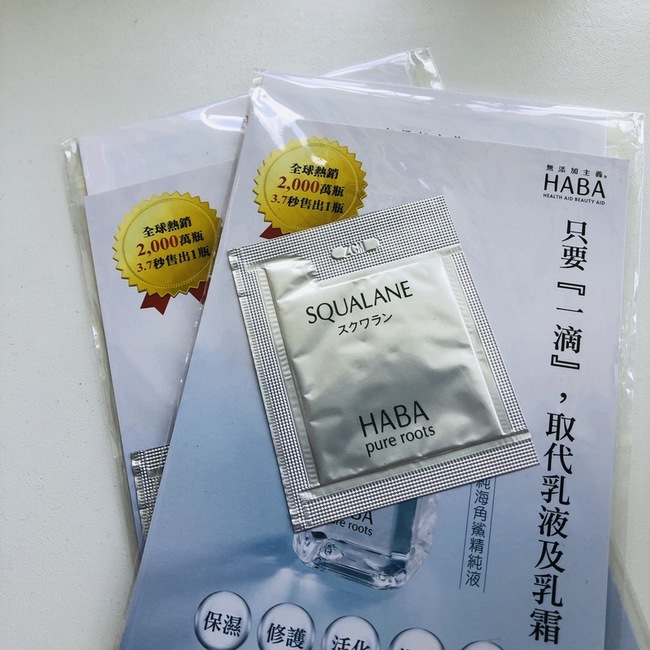 全球熱銷
2,000萬瓶
3.7秒售出1瓶
全球熱銷
2,000萬瓶
3.7秒售出1瓶
無添加主義®
HABA
HEALTH AID BEAUTY AID
只要『一滴』，取代乳液及乳霜
SQUALANE
スクワラン
HABA
pure roots
純海角鯊精純液
HABA
pure roots
保濕
修護
活化